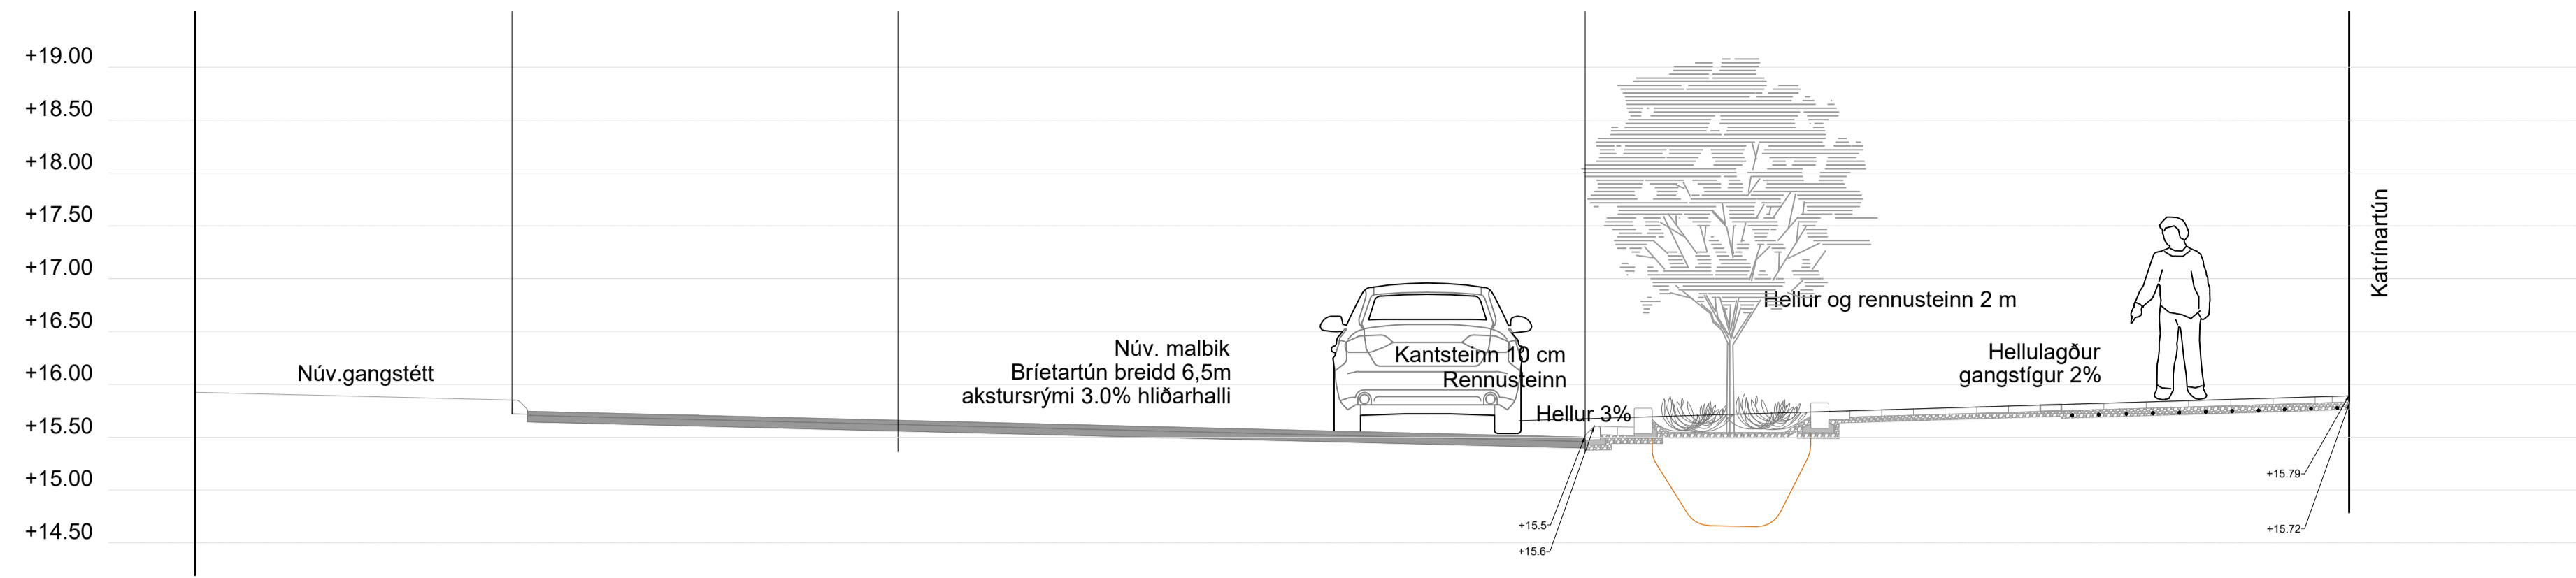 +19.00
+18.50
+18.00
+17.50
+17.00
+16.50
+16.00
+15.50
+15.00
+14.50
Núv.gangstétt
Núv. malbik
Bríetartún breidd 6,5m
akstursrými 3.0% hliðarhalli
Kantsteinn 10 cm
Rennusteinn
Hellur 3%
+15.5
+15.6
Hellur og rennusteinn 2 m
Hellulagður
gangstígur 2%
+15.79
+15.72
Katrínartún